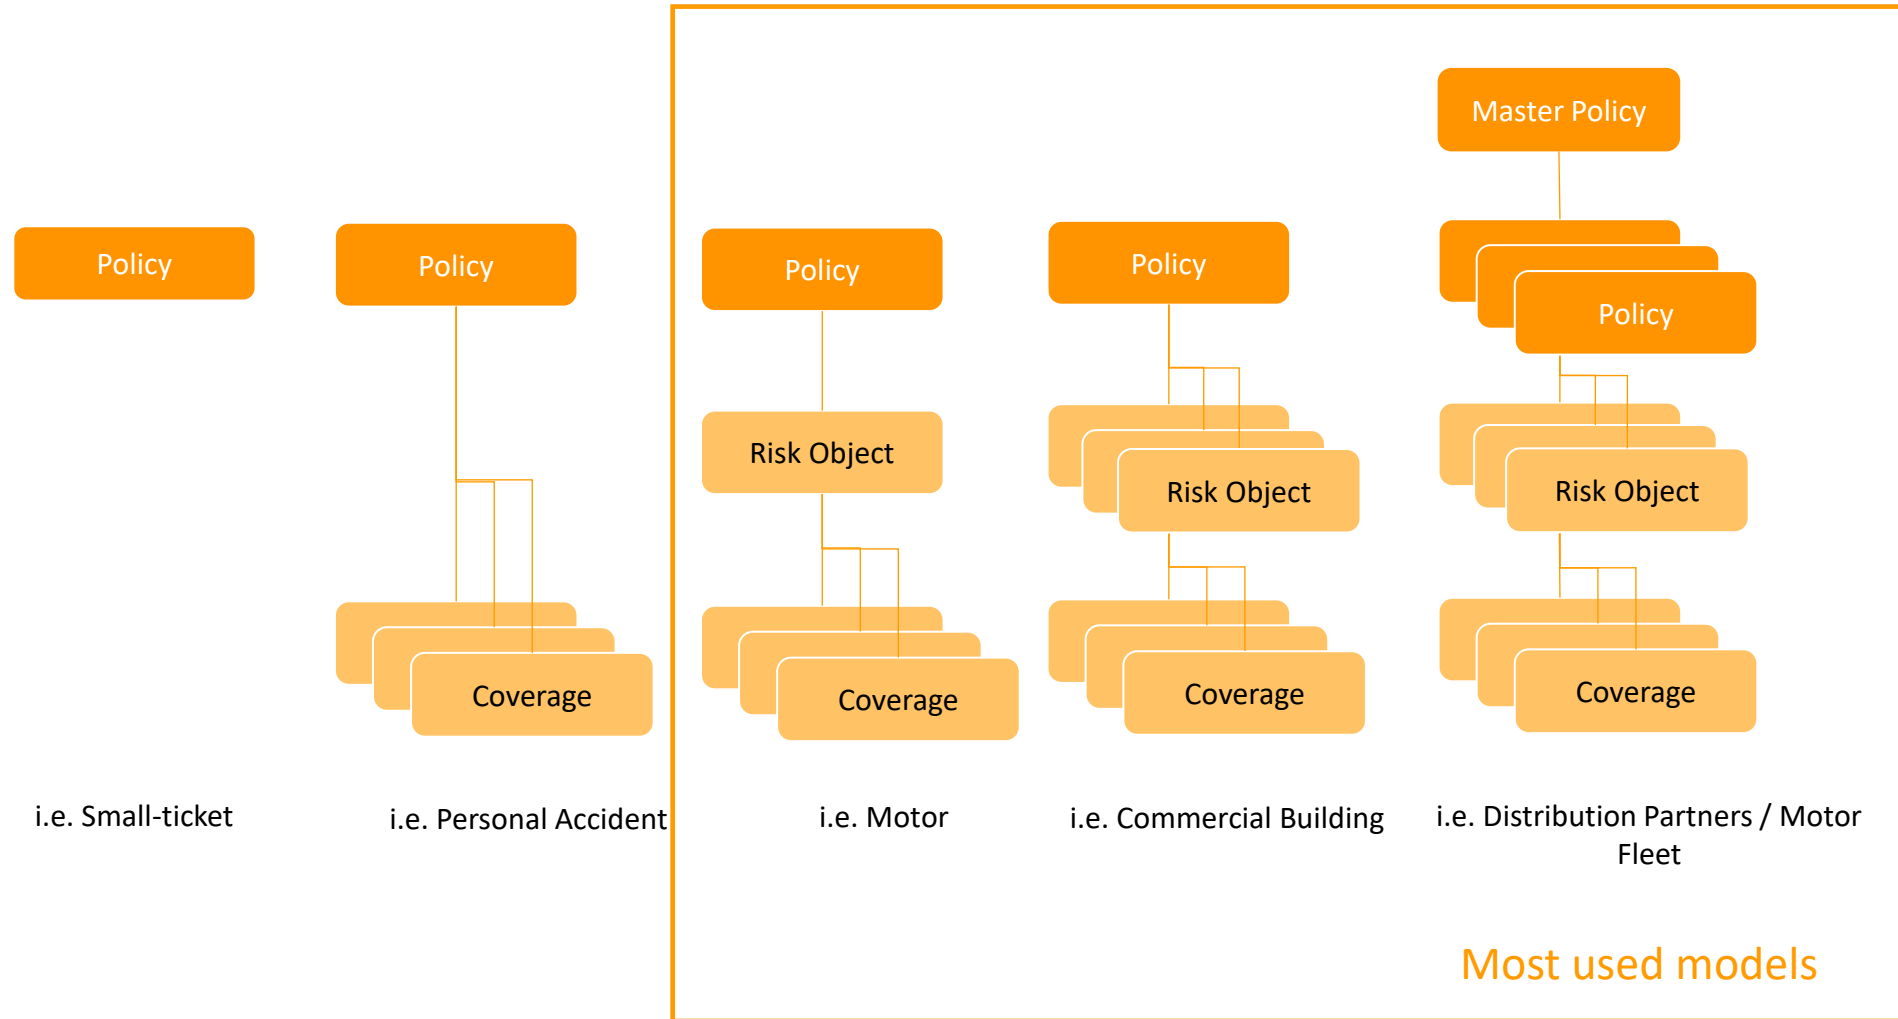 Master Policy
Policy
Policy
Policy
Policy
Policy
Risk Object
Risk Object
Risk Object
Coverage
Coverage
Coverage
Coverage
i.e. Small-ticket
i.e. Personal Accident
i.e. Motor
i.e. Commercial Building
i.e. Distribution Partners / Motor
Fleet
Most used models